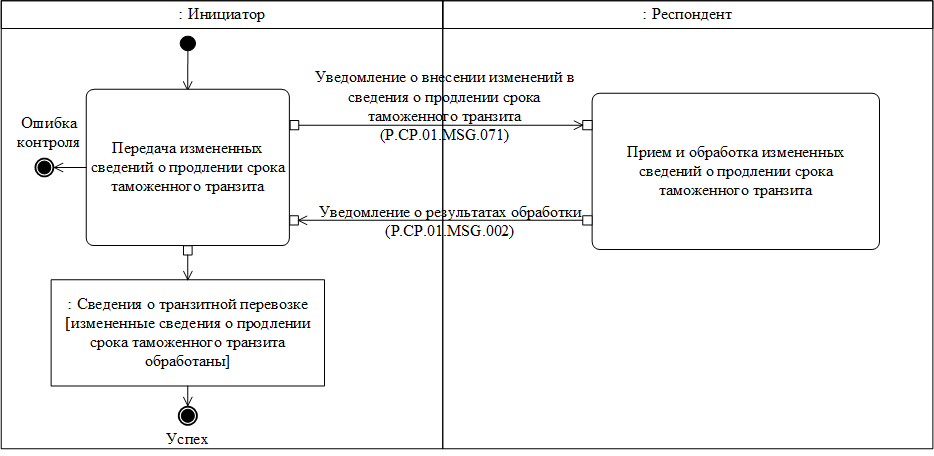 : Инициатор
: Респондент
Уведомление о внесении изменений в
сведения о продлении срока
таможенного транзита
(P.CP.01.MSG.071)
Ошибка
контроля
Передача измененных
сведений о продлении срока
таможенного транзита
Прием и обработка измененных
сведений о продлении срока
таможенного транзита
Уведомление о результатах обработки
(P.CP.01.MSG.002)
: Сведения о транзитной перевозке
[измененные сведения о продлении
срока таможенного транзита
обработаны]
Успех